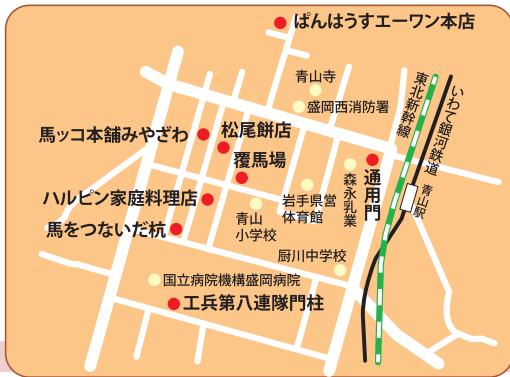 ぱんはうすエーワン本店
青山寺
盛岡西消防署
東北新幹線
いわて銀河鉄道
馬ッコ本舗みやざわ
松尾餅店
覆馬場
森永乳業
通用門
青山駅
ハルピン家庭料理店
岩手県営
体育館
青山
小学校
馬をつないだ杭
厨川中学校
国立病院機構盛岡病院
工兵第八連隊門柱